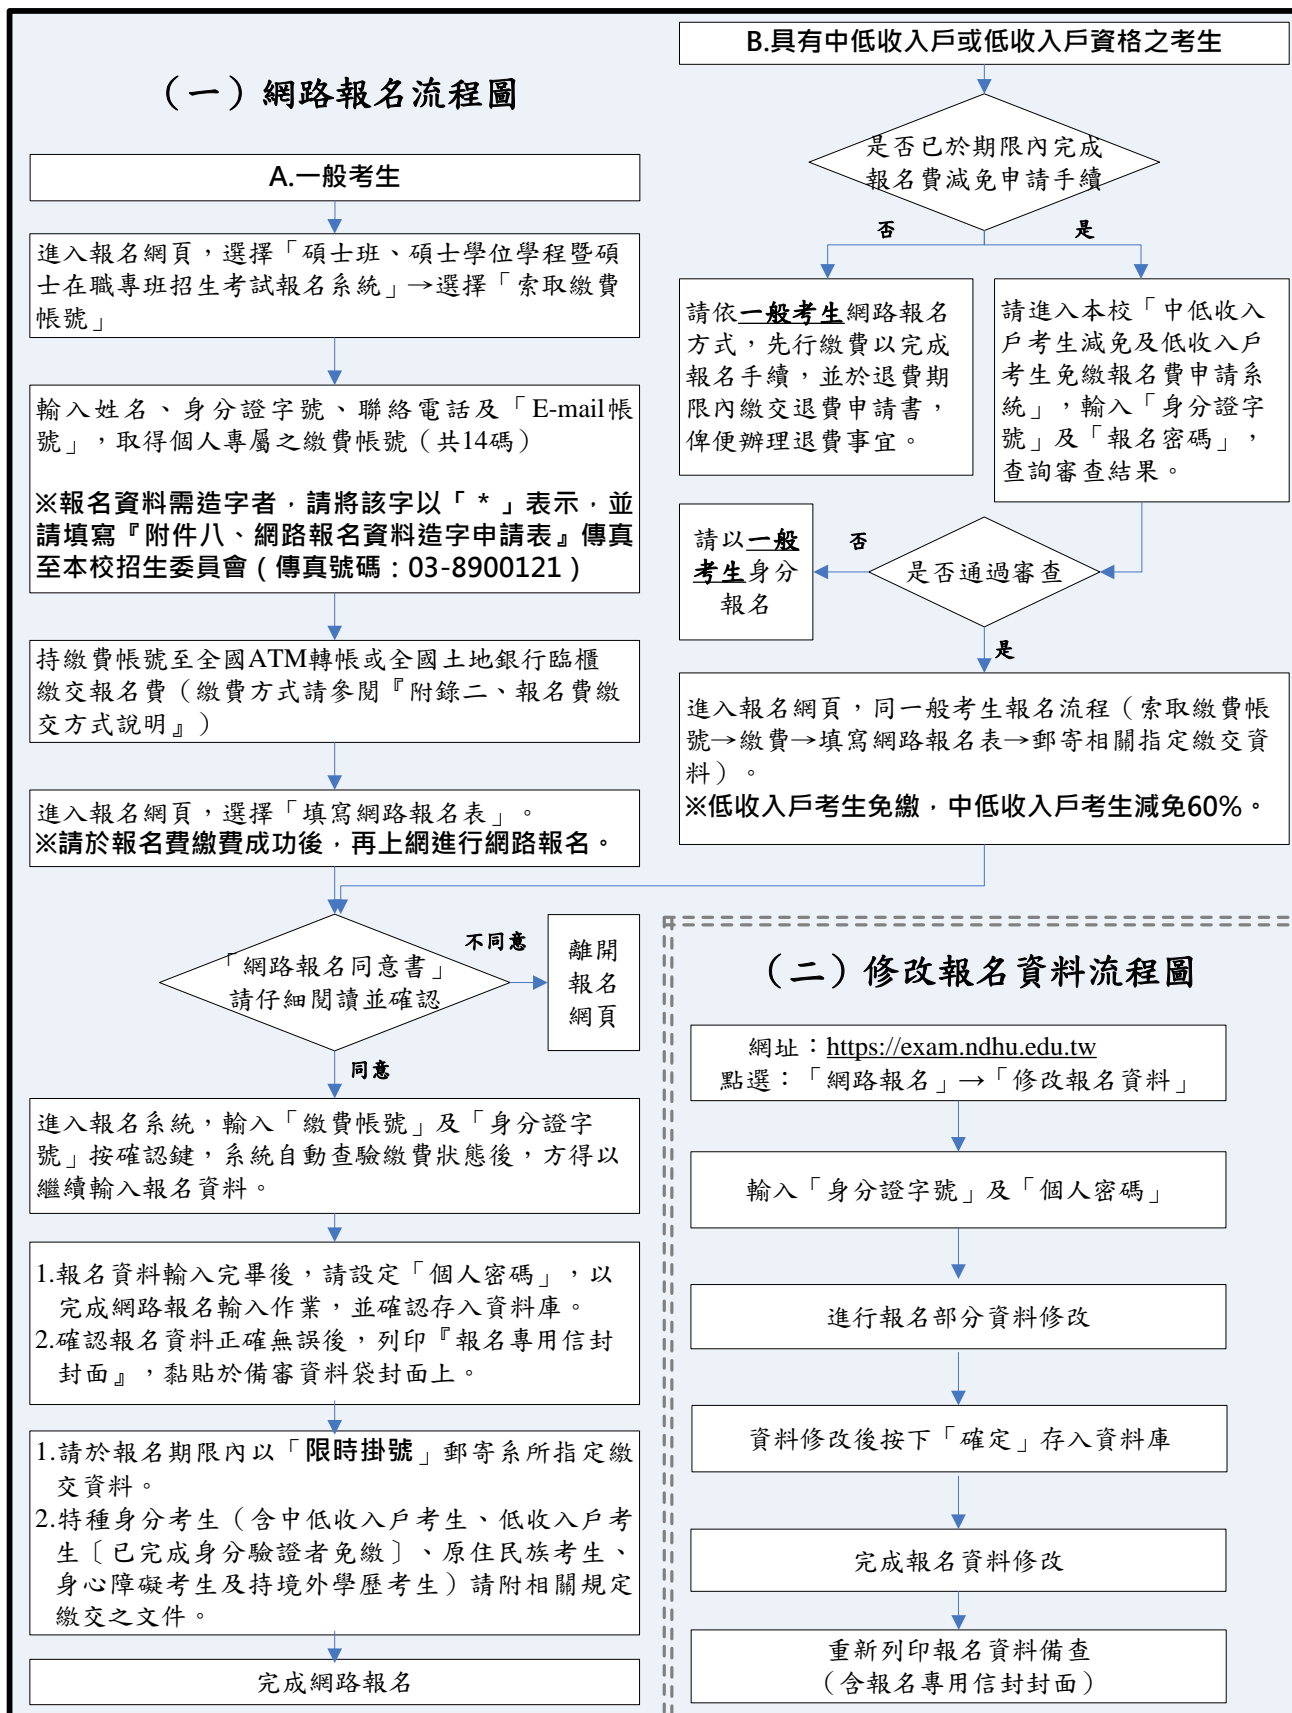 （一）網路報名流程圖
A.一般考生
進入報名網頁，選擇「碩士班、碩士學位學程暨碩
士在職專班招生考試報名系統」→選擇「索取繳費
帳號」
輸入姓名、身分證字號、聯絡電話及「E-mail帳
號」，取得個人專屬之繳費帳號（共14碼）
※報名資料需造字者，請將該字以「 * 」表示，並
請填寫『附件八、網路報名資料造字申請表』傳真
至本校招生委員會（傳真號碼：03-8900121）
持繳費帳號至全國ATM轉帳或全國土地銀行臨櫃
繳交報名費（繳費方式請參閱『附錄二、報名費繳
交方式說明』）
進入報名網頁，選擇「填寫網路報名表」。
※請於報名費繳費成功後，再上網進行網路報名。
「網路報名同意書」
請仔細閱讀並確認
不同意
離開
報名
網頁
同意
進入報名系統，輸入「繳費帳號」及「身分證字
號」按確認鍵，系統自動查驗繳費狀態後，方得以
繼續輸入報名資料。
1.報名資料輸入完畢後，請設定「個人密碼」，以
完成網路報名輸入作業，並確認存入資料庫。
2.確認報名資料正確無誤後，列印『報名專用信封
封面』，黏貼於備審資料袋封面上。
1.請於報名期限內以「限時掛號」郵寄系所指定繳
交資料。
2.特種身分考生（含中低收入戶考生、低收入戶考
生〔已完成身分驗證者免繳〕、原住民族考生、
身心障礙考生及持境外學歷考生）請附相關規定
繳交之文件。
完成網路報名
B.具有中低收入戶或低收入戶資格之考生
是否已於期限內完成
報名費減免申請手續
否
是
請依一般考生網路報名
方式，先行繳費以完成
報名手續，並於退費期
限內繳交退費申請書，
俾便辦理退費事宜。
請進入本校「中低收入
戶考生減免及低收入戶
考生免繳報名費申請系
統」，輸入「身分證字
號」及「報名密碼」，
查詢審查結果。
是否通過審查
否
請以一般
考生身分
報名
是
進入報名網頁，同一般考生報名流程（索取繳費帳
號→繳費→填寫網路報名表→郵寄相關指定繳交資
料）。
※低收入戶考生免繳，中低收入戶考生減免60%。
（二）修改報名資料流程圖
網址：https://exam.ndhu.edu.tw
點選：「網路報名」→「修改報名資料」
輸入「身分證字號」及「個人密碼」
進行報名部分資料修改
資料修改後按下「確定」存入資料庫
完成報名資料修改
重新列印報名資料備查
（含報名專用信封封面）